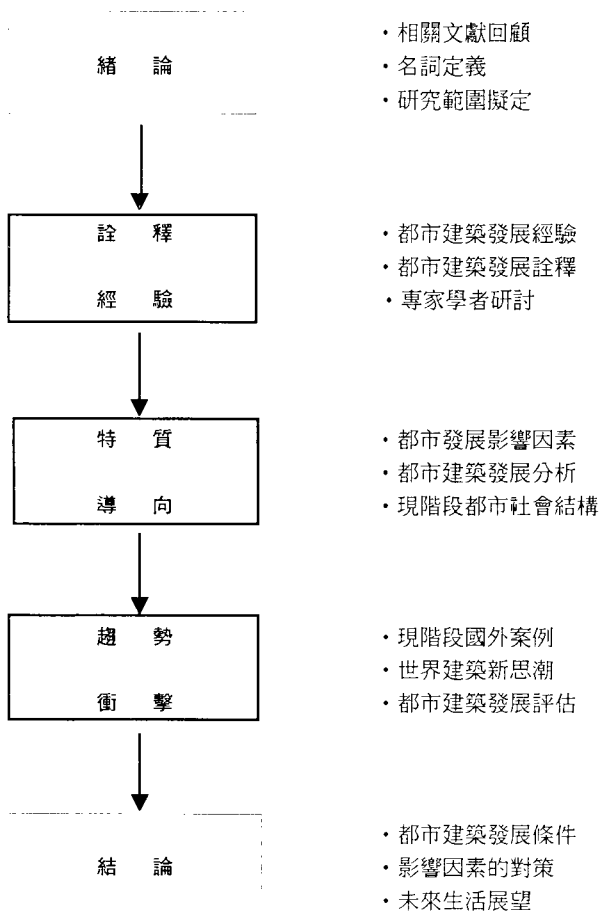 緒 論
・相關文獻回顧
・名詞定義
・研究範圍擬定
詮 釋
經 驗
・都市建築發展經驗
・都市建築發展詮釋
・專家學者研討
特 質
導 向
・都市發展影響因素
・都市建築發展分析
・現階段都市社會結構
趨 勢
衝 擊
・現階段國外案例
・世界建築新思潮
・都市建築發展評估
結 論
・都市建築發展條件
・影響因素的對策
・未來生活展望